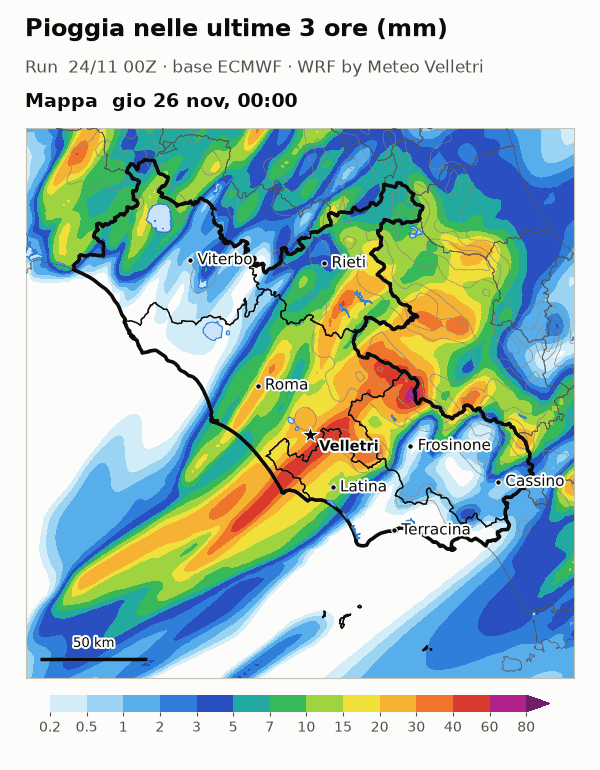 Pioggia nelle ultime 3 ore (mm)
Run  24/11 00Z · base ECMWF · WRF by Meteo Velletri
Mappa  gio 26 nov, 00:00
Viterbo
Rieti
Roma
Velletri
Frosinone
Cassino
Latina
Terracina
50 km
0.2 0.5 1 2 3 5 7 10 15 20 30 40 60 80